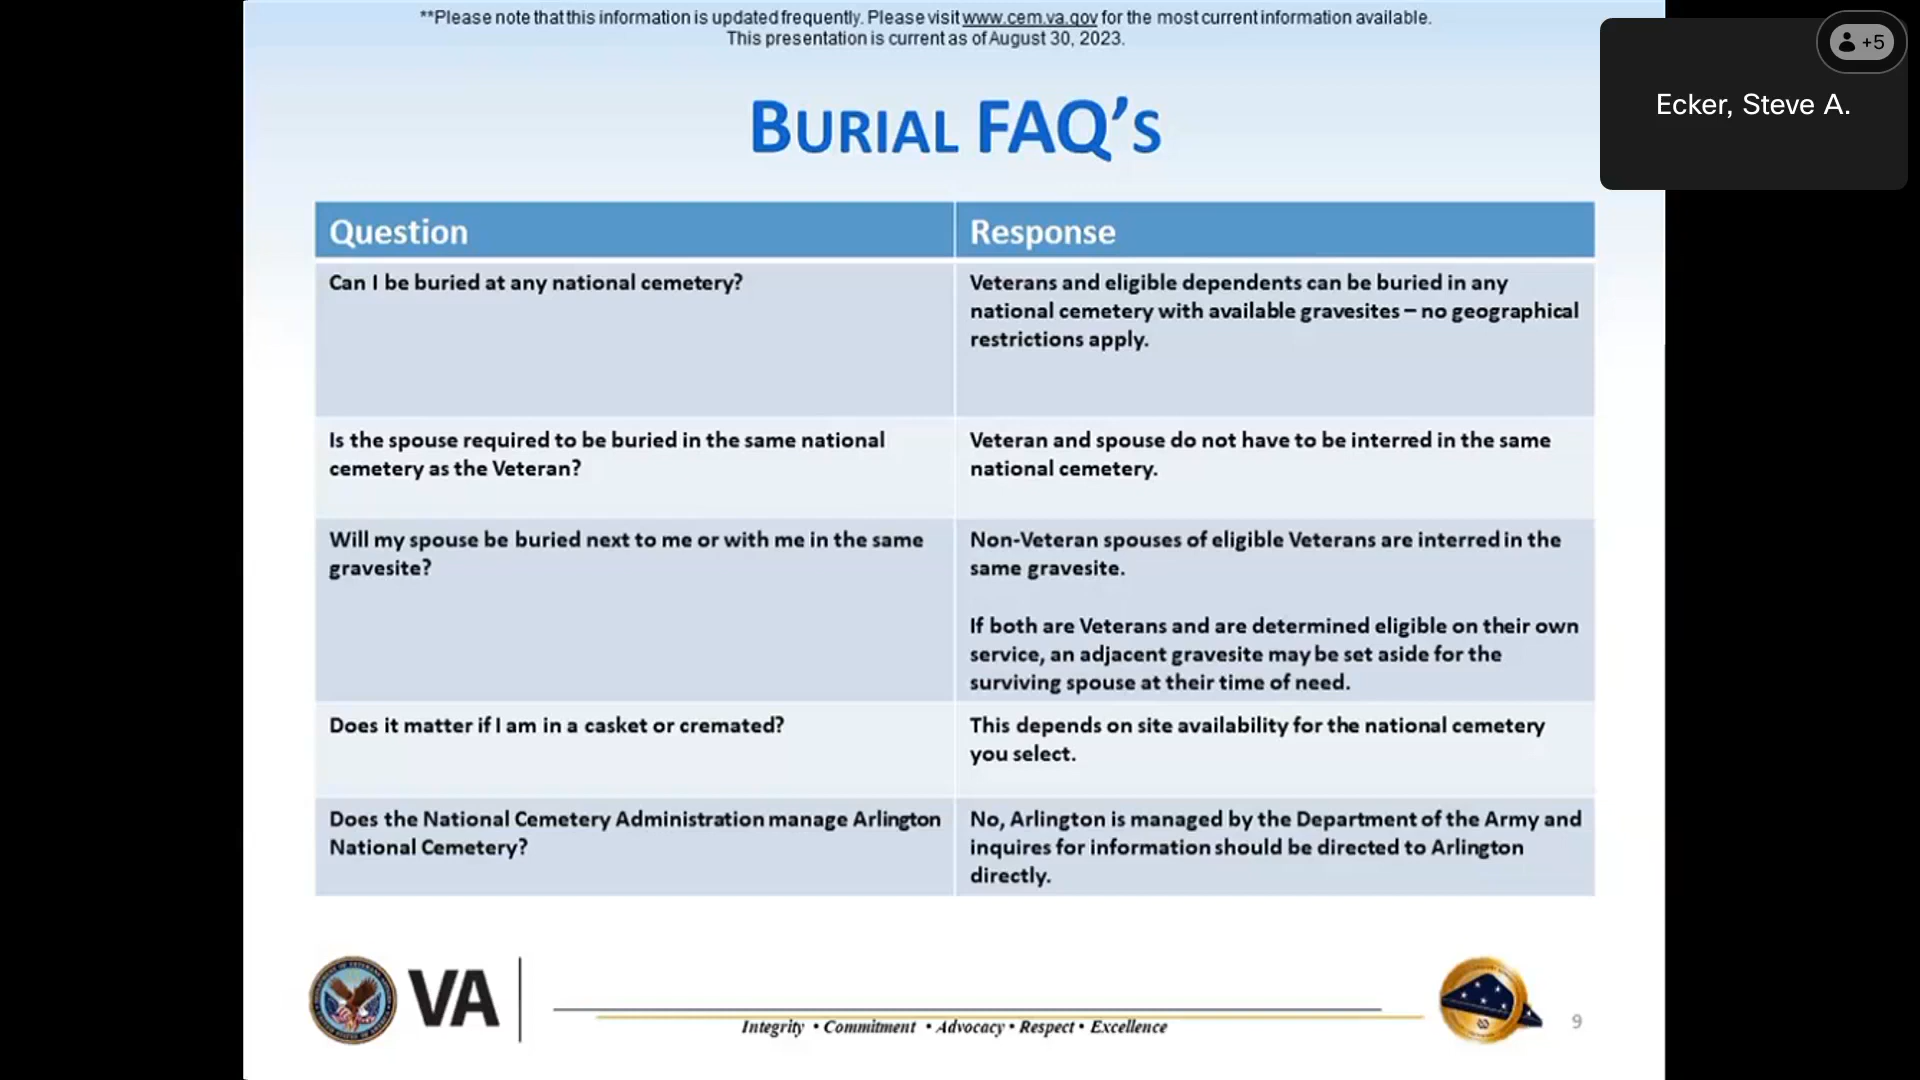 **Please note that this information is updated frequently. Please visit www.cem.va.gov for the most current information available.
This presentation is current as of August 30, 2023.
+5
Ecker, Steve A.
BURIAL FAQ'S
Question
Response
Can I be buried at any national cemetery?
Veterans and eligible dependents can be buried in any
national cemetery with available gravesites – no geographical
restrictions apply.
Is the spouse required to be buried in the same national
cemetery as the Veteran?
Veteran and spouse do not have to be interred in the same
national cemetery.
Will my spouse be buried next to me or with me in the same
gravesite?
Non-Veteran spouses of eligible Veterans are interred in the
same gravesite.
If both are Veterans and are determined eligible on their own
service, an adjacent gravesite may be set aside for the
surviving spouse at their time of need.
Does it matter if I am in a casket or cremated?
This depends on site availability for the national cemetery
you select.
Does the National Cemetery Administration manage Arlington
National Cemetery?
No, Arlington is managed by the Department of the Army and
inquires for information should be directed to Arlington
directly.
VA
Integrity • Commitment • Advocacy • Respect • Excellence
9